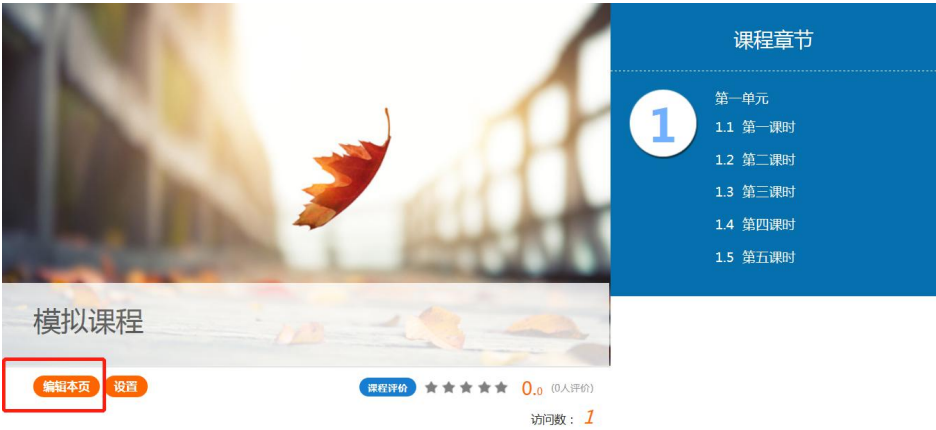 课程章节
1
第一单元
1.1 第一课时
1.2 第二课时
1.3 第三课时
1.4 第四课时
1.5 第五课时
模拟课程
编辑本页 设置 课程评价 0.0 (0人评价)
访问数： 1